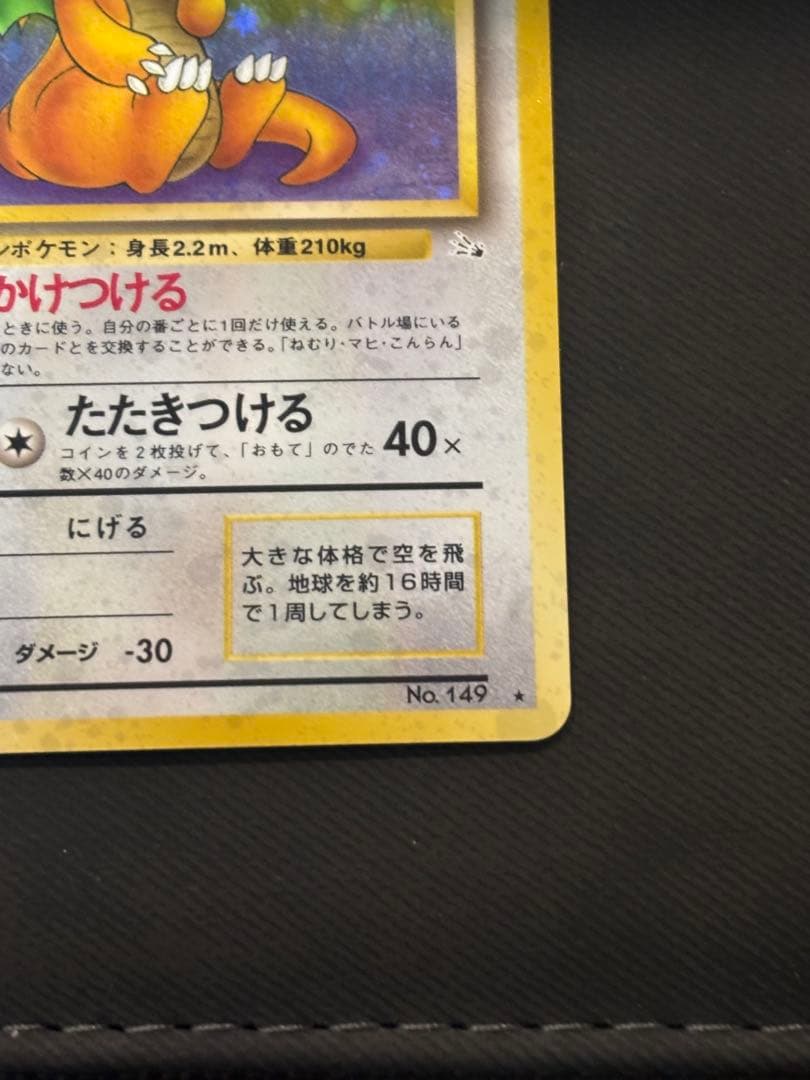 ンポケモン：身長2.2m、体重210kg
かけつける
ときに使う。自分の番ごとに1回だけ使える。バトル場にいる
のカードとを交換することができる。「ねむり・マヒ・こんらん」
ない。
たたきつける
コインを2枚投げて、「おもて」のでた
数×40のダメージ。
40×
にげる
大きな体格で空を飛
ぶ。地球を約16時間
で1周してしまう。
ダメージ -30
No. 149 ★